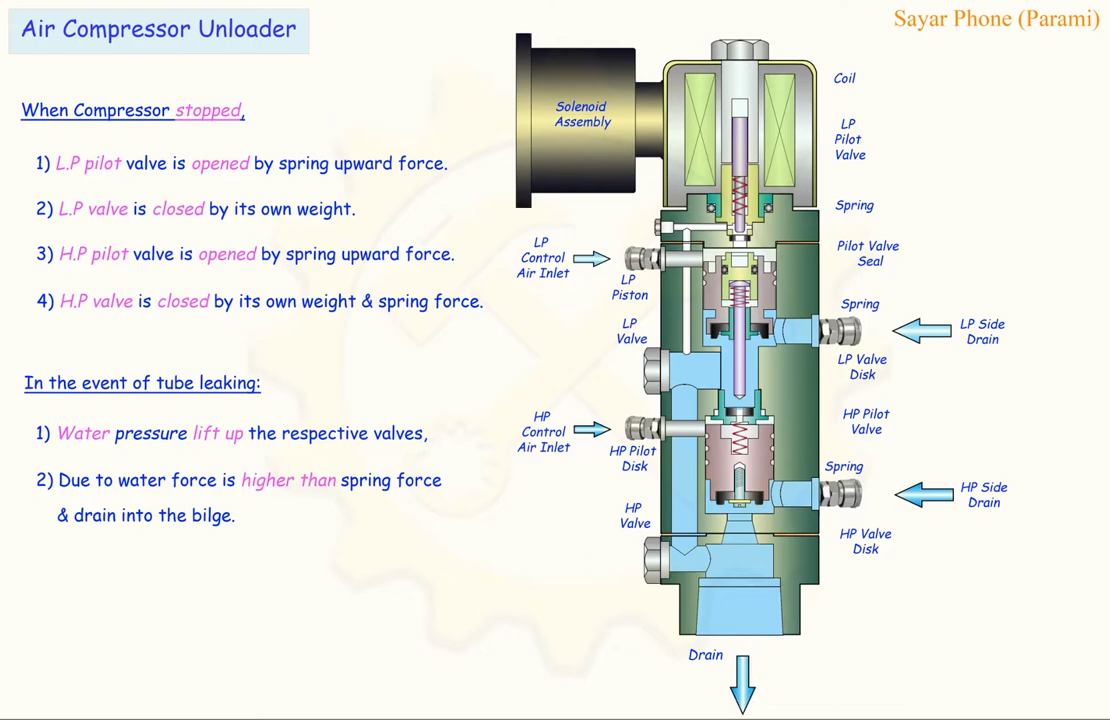 Air Compressor Unloader
Sayar Phone (Parami)
When Compressor stopped,
1) L.P pilot valve is opened by spring upward force.
2) L.P valve is closed by its own weight.
3) H.P pilot valve is opened by spring upward force.
4) H.P valve is closed by its own weight & spring force.
In the event of tube leaking:
1) Water pressure lift up the respective valves,
2) Due to water force is higher than spring force
& drain into the bilge.
Solenoid
Assembly
Coil
LP
Pilot
Valve
Spring
LP
Control
Air Inlet
Pilot Valve
Seal
LP
Piston
Spring
LP
Valve
LP Side
Drain
LP Valve
Disk
HP
Control
Air Inlet
HP Pilot
Valve
HP Pilot
Disk
Spring
HP Side
Drain
HP
Valve
HP Valve
Disk
Drain